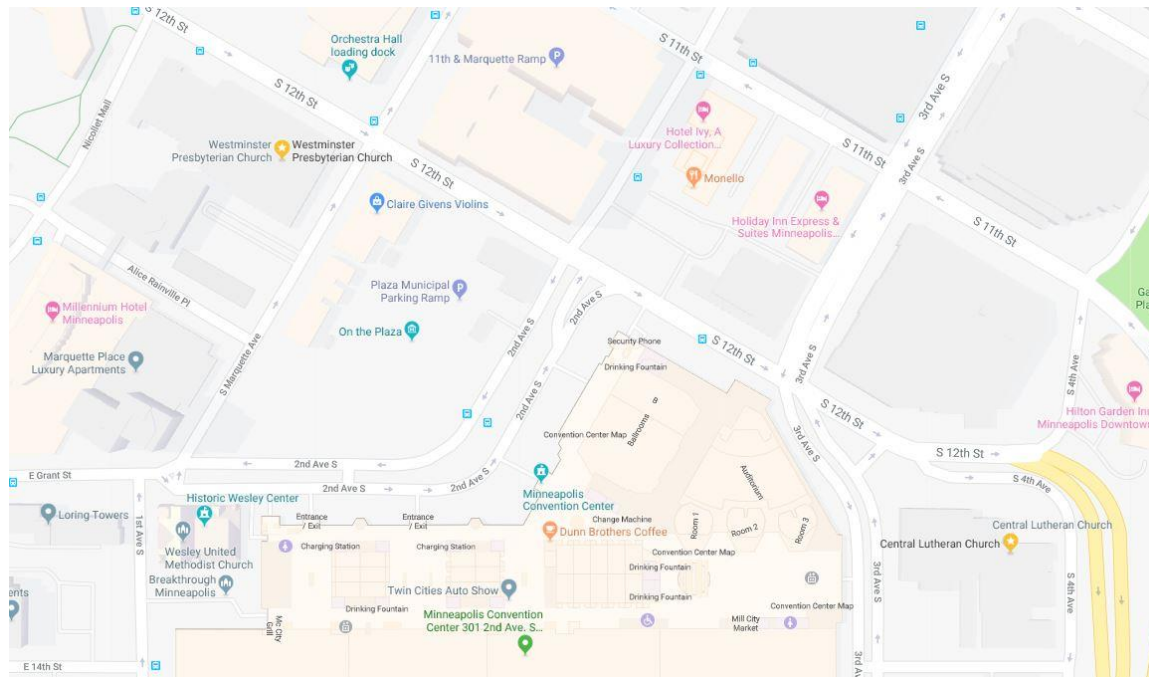 S 12th St
Orchestra Hall
loading dock
11th & Marquette Ramp
S 11th St
3rd Ave S
S 12th St
Nicollet Mall
Hotel Ivy, A
Luxury Collection...
S 11th St
3rd Ave S
Westminster
Presbyterian Church
Westminster
Presbyterian Church
S 12th St
Monello
Claire Givens Violins
Holiday Inn Express &
Suites Minneapolis...
S 11th St
Alice Rainville Pl
Plaza Municipal
Parking Ramp
2nd Ave S
Ga
Pla
Millennium Hotel
Minneapolis
On the Plaza
2nd Ave S
Security Phone
S 12th St
Marquette Place
Luxury Apartments
S Marquette Ave
Drinking Fountain
3rd Ave S
S 4th Ave
2nd Ave S
B
Ballrooms
S 12th St
Hilton Garden Inn
Minneapolis Downtown
Convention Center Map
3rd Ave S
S 12th St
E Grant St
2nd Ave S
2nd Ave S
2nd Ave S
Auditorium
S 4th Ave
Historic Wesley Center
Minneapolis
Convention Center
Loring Towers
1st Ave S
Entrance
/ Exit
Entrance
/ Exit
Change Machine
Room 1
Room 2
Room 3
Central Lutheran Church
Central Lutheran Church
Dunn Brothers Coffee
Wesley United
Methodist Church
Charging Station
Charging Station
Convention Center Map
Drinking Fountain
3rd Ave S
S 4th Ave
Breakthrough
Minneapolis
Twin Cities Auto Show
ents
Drinking Fountain
Drinking Fountain
Convention Center Map
Minneapolis Convention
Center 301 2nd Ave. S...
Mill City
Market
Grill
3rd Ave S
E 14th St